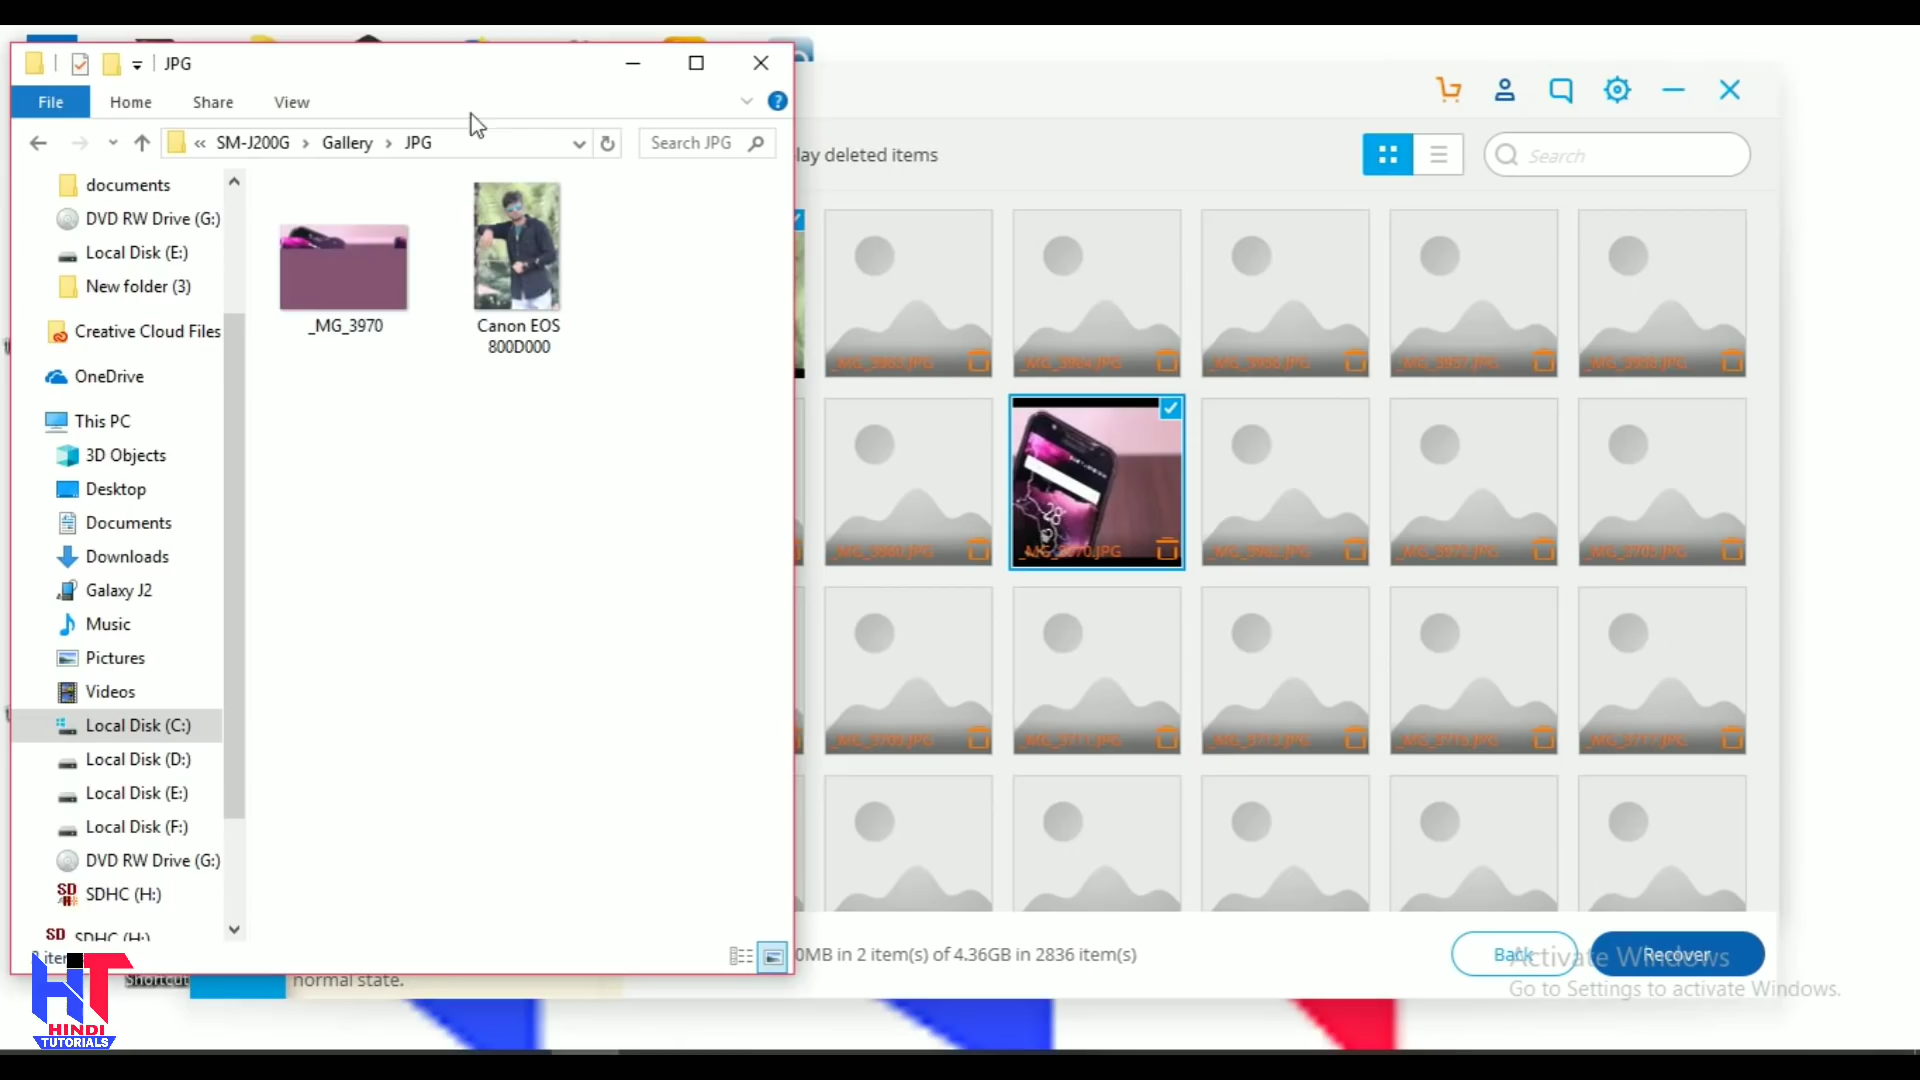 JPG
File Home Share View
« SM-J200G › Gallery › JPG
Search JPG
documents
DVD RW Drive (G:)
Local Disk (E:)
New folder (3)
Creative Cloud Files
OneDrive
This PC
3D Objects
Desktop
Documents
Downloads
Galaxy J2
Music
Pictures
Videos
Local Disk (C:)
Local Disk (D:)
Local Disk (E:)
Local Disk (F:)
DVD RW Drive (G:)
SDHC (H:)
SDHC (H:)
_MG_3970
Canon EOS
800D000
lay deleted items
Search
_MG_3970.JPG
0MB in 2 item(s) of 4.36GB in 2836 item(s)
Back
Recover
Activate Windows
Go to Settings to activate Windows.
Shortcut
normal state.
HT
HINDI
TUTORIALS